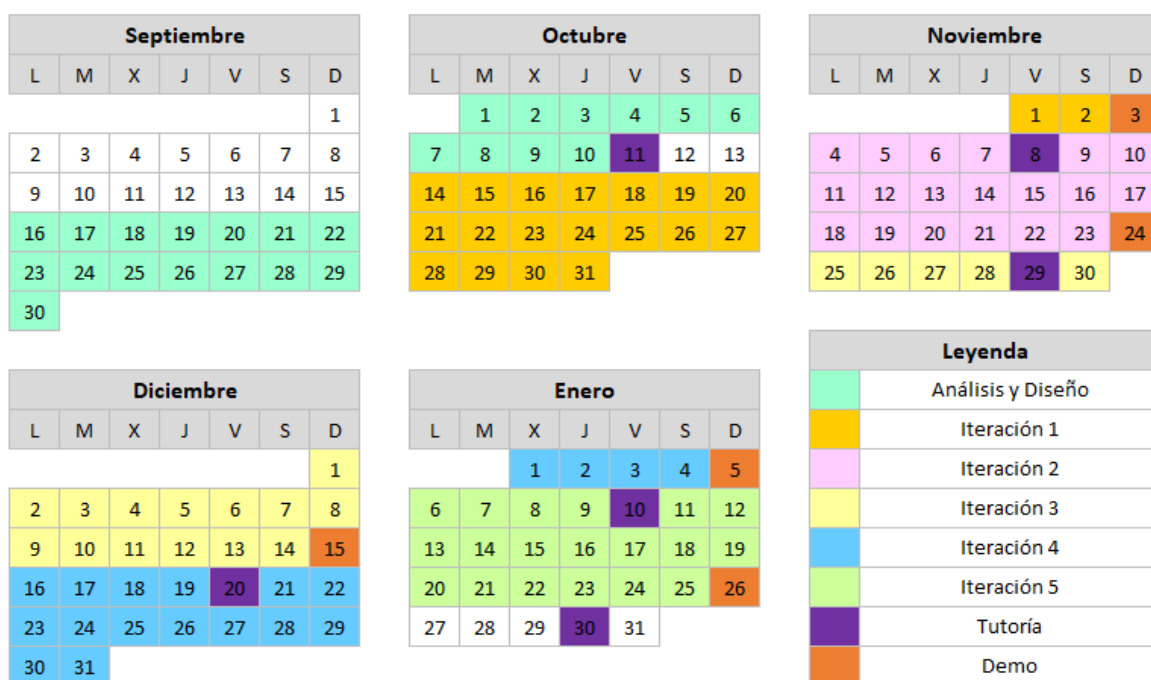 Septiembre
L M X J V S D
1
2 3 4 5 6 7 8
9 10 11 12 13 14 15
16 17 18 19 20 21 22
23 24 25 26 27 28 29
30
Octubre
L M X J V S D
1 2 3 4 5 6
7 8 9 10 11 12 13
14 15 16 17 18 19 20
21 22 23 24 25 26 27
28 29 30 31
Noviembre
L M X J V S D
1 2 3
4 5 6 7 8 9 10
11 12 13 14 15 16 17
18 19 20 21 22 23 24
25 26 27 28 29 30
Diciembre
L M X J V S D
1
2 3 4 5 6 7 8
9 10 11 12 13 14 15
16 17 18 19 20 21 22
23 24 25 26 27 28 29
30 31
Enero
L M X J V S D
1 2 3 4 5
6 7 8 9 10 11 12
13 14 15 16 17 18 19
20 21 22 23 24 25 26
27 28 29 30 31
Leyenda
Análisis y Diseño
Iteración 1
Iteración 2
Iteración 3
Iteración 4
Iteración 5
Tutoría
Demo